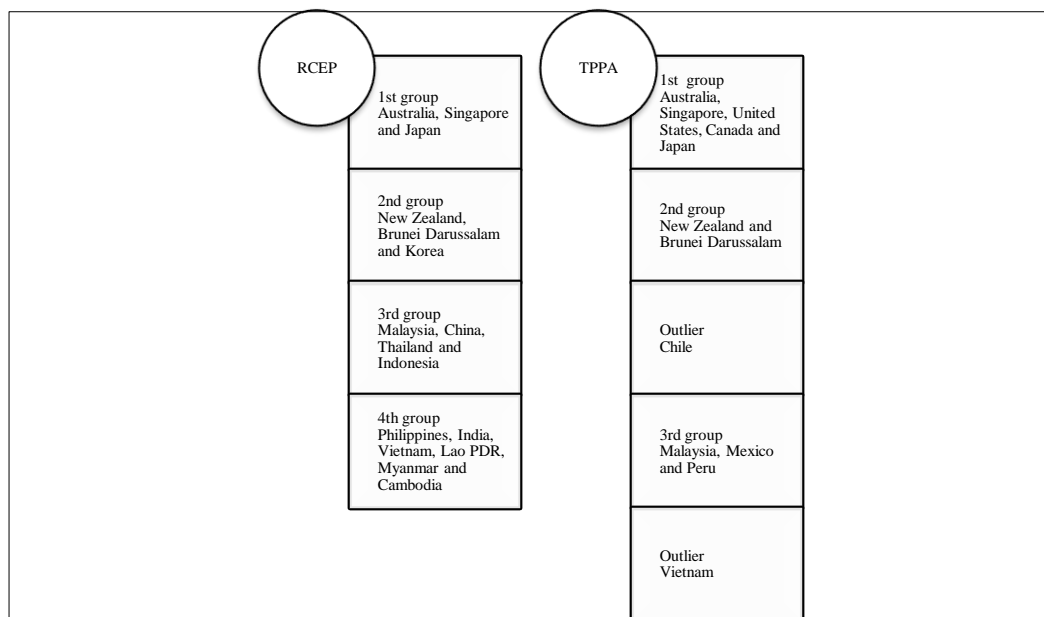 RCEP
1st group
Australia, Singapore
and Japan
2nd group
New Zealand,
Brunei Darussalam
and Korea
3rd group
Malaysia, China,
Thailand and
Indonesia
4th group
Philippines, India,
Vietnam, Lao PDR,
Myanmar and
Cambodia
TPPA
1st group
Australia,
Singapore, United
States, Canada and
Japan
2nd group
New Zealand and
Brunei Darussalam
Outlier
Chile
3rd group
Malaysia, Mexico
and Peru
Outlier
Vietnam